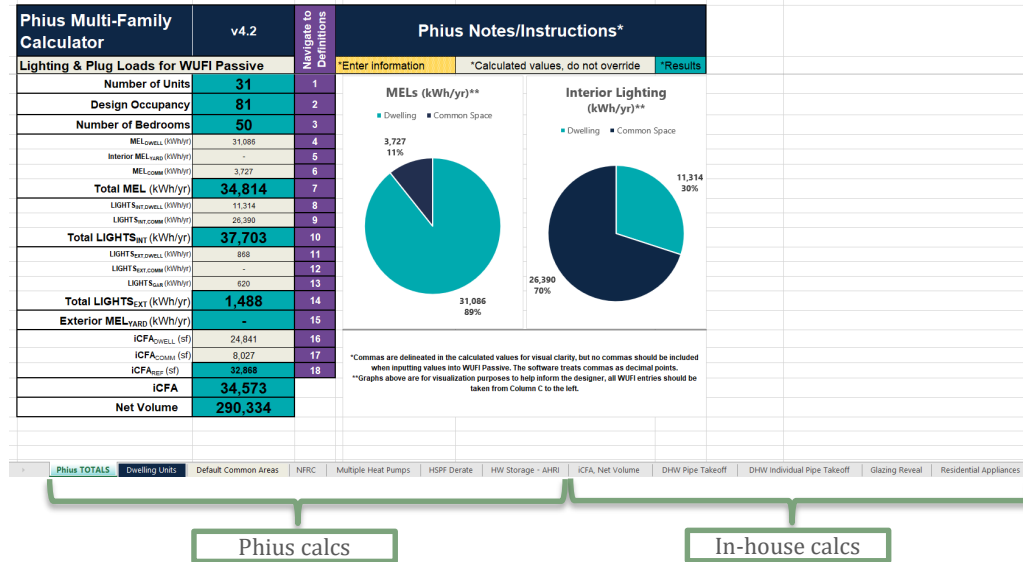 Phius Multi-Family
Calculator
v4.2
Navigate to
Definitions
Phius Notes/Instructions*
Lighting & Plug Loads for WUFI Passive
*Enter information
*Calculated values, do not override
*Results
Number of Units 31 1
Design Occupancy 81 2
Number of Bedrooms 50 3
MELDWELL (kWh/yr) 31,086 4
Interior MELYARD (kWh/yr) - 5
MELCOMM (kWh/yr) 3,727 6
Total MEL (kWh/yr) 34,814 7
LIGHTSINT,DWELL (kWh/yr) 11,314 8
LIGHTSINT,COMM (kWh/yr) 26,390 9
Total LIGHTSINT (kWh/yr) 37,703 10
LIGHTSEXT,DWELL (kWh/yr) 868 11
LIGHTSEXT,COMM (kWh/yr) - 12
LIGHTSGAR (kWh/yr) 620 13
Total LIGHTSEXT (kWh/yr) 1,488 14
Exterior MELYARD (kWh/yr) - 15
iCFADWELL (sf) 24,841 16
iCFACOMM (sf) 8,027 17
iCFAREF (sf) 32,868 18
iCFA 34,573
Net Volume 290,334
MELs (kWh/yr)**
Dwelling Common Space
3,727
11%
31,086
89%
Interior Lighting
(kWh/yr)**
Dwelling Common Space
11,314
30%
26,390
70%
*Commas are delineated in the calculated values for visual clarity, but no commas should be included
when inputting values into WUFI Passive. The software treats commas as decimal points.
**Graphs above are for visualization purposes to help inform the designer, all WUFI entries should be
taken from Column C to the left.
Phius TOTALS Dwelling Units Default Common Areas NFRC Multiple Heat Pumps HSPF Derate HW Storage - AHRI iCFA, Net Volume DHW Pipe Takeoff DHW Individual Pipe Takeoff Glazing Reveal Residential Appliances
Phius calcs
In-house calcs